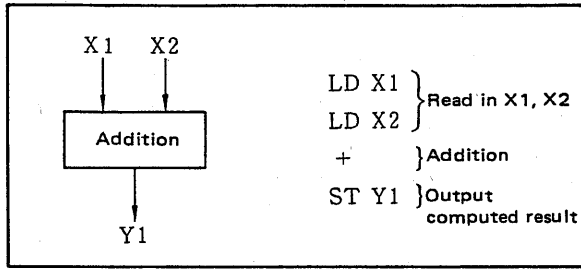 X1 X2
Addition
Y1
LD X1
LD X2
Read in X1, X2
+ Addition
ST Y1
Output
computed result